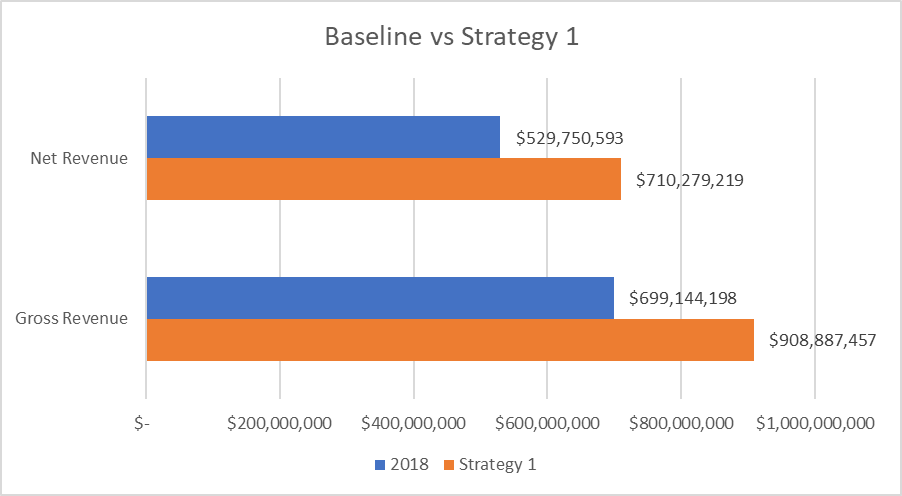 Baseline vs Strategy 1
Net Revenue
$529,750,593
$710,279,219
Gross Revenue
$699,144,198
$908,887,457
$-
$200,000,000
$400,000,000
$600,000,000
$800,000,000
$1,000,000,000
2018
Strategy 1